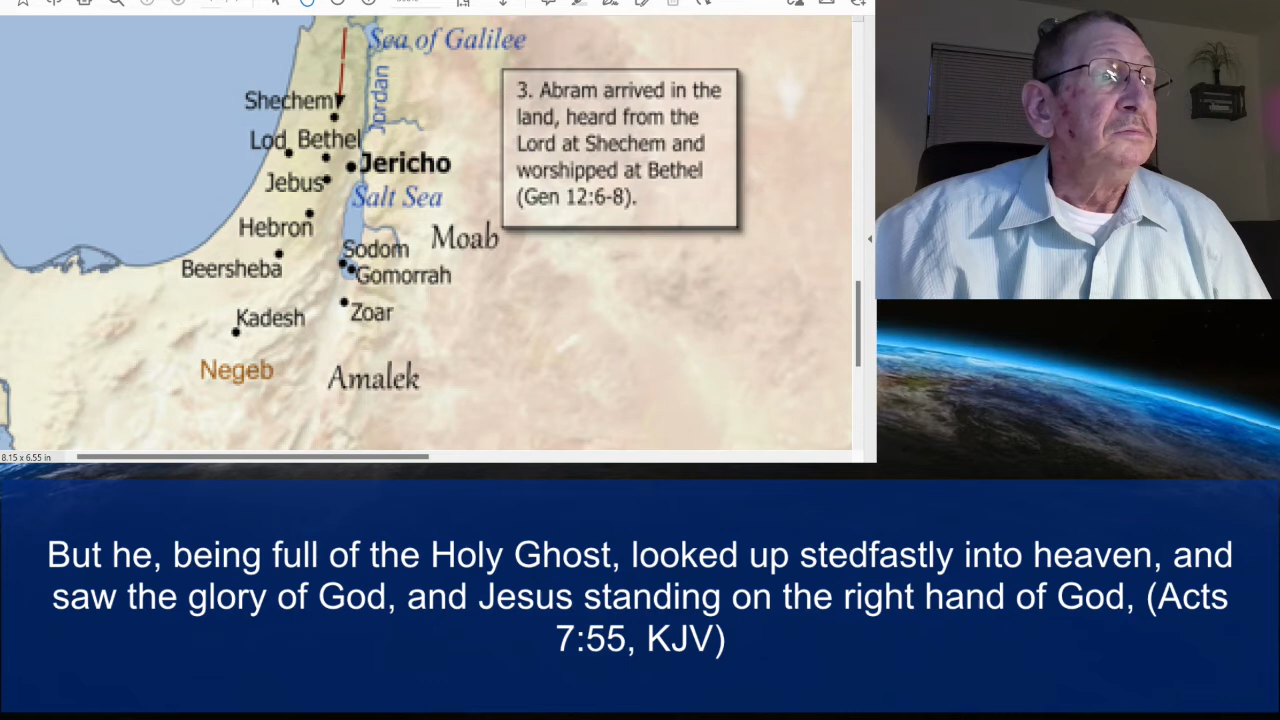 Sea of Galilee
Jordan
Shechem
Lod Bethel
Jericho
Jebus
Salt Sea
Hebron
Moab
Sodom
Beersheba
Gomorrah
Zoar
Kadesh
Negeb
Amalek
3. Abram arrived in the
land, heard from the
Lord at Shechem and
worshipped at Bethel
(Gen 12:6-8).
8.15 x 6.55 in
But he, being full of the Holy Ghost, looked up stedfastly into heaven, and
saw the glory of God, and Jesus standing on the right hand of God, (Acts
7:55, KJV)